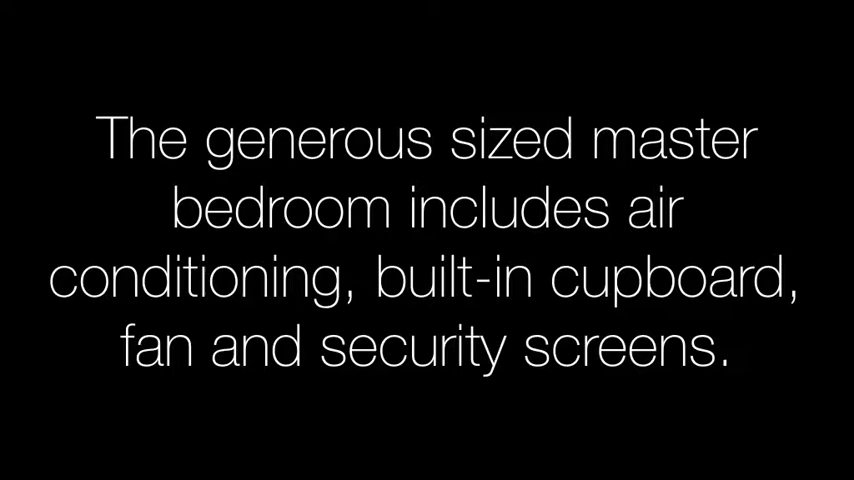 The generous sized master
bedroom includes air
conditioning, built-in cupboard,
fan and security screens.